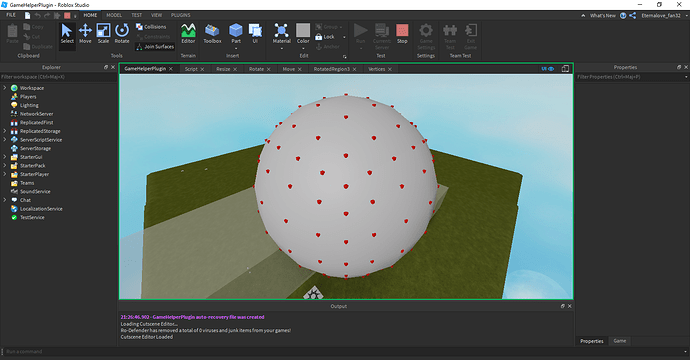 GameHelperPlugin - Roblox Studio
HOME MODEL TEST VIEW PLUGINS
What's New
Eternalove_fan32
Paste
Copy
Cut
Duplicate
Clipboard
Select
Move
Scale
Rotate
Collisions
Constraints
Join Surfaces
Tools
Editor
Terrain
Toolbox
Part
UI
Insert
Material
Color
Group
Lock
Anchor
Edit
Run
Current: Server
Stop
Test
Game Settings
Settings
Team Test
Exit Game
Team Test
Explorer
Filter workspace (Ctrl+Shift+X)
Workspace
Players
Lighting
NetworkServer
ReplicatedFirst
ReplicatedStorage
ServerScriptService
ServerStorage
StarterGui
StarterPack
StarterPlayer
Teams
SoundService
Chat
LocalizationService
TestService
GameHelperPlugin
Script
Resize
Rotate
Move
RotatedRegion3
Vertices
UI
Properties
Filter Properties (Ctrl+Shift+P)
Output
21:26:46.902 - GameHelperPlugin auto-recovery file was created
Loading Cutscene Editor...
Ro-Defender has removed a total of 0 viruses and junk items from your games!
Cutscene Editor Loaded
Properties
Game
Run a command